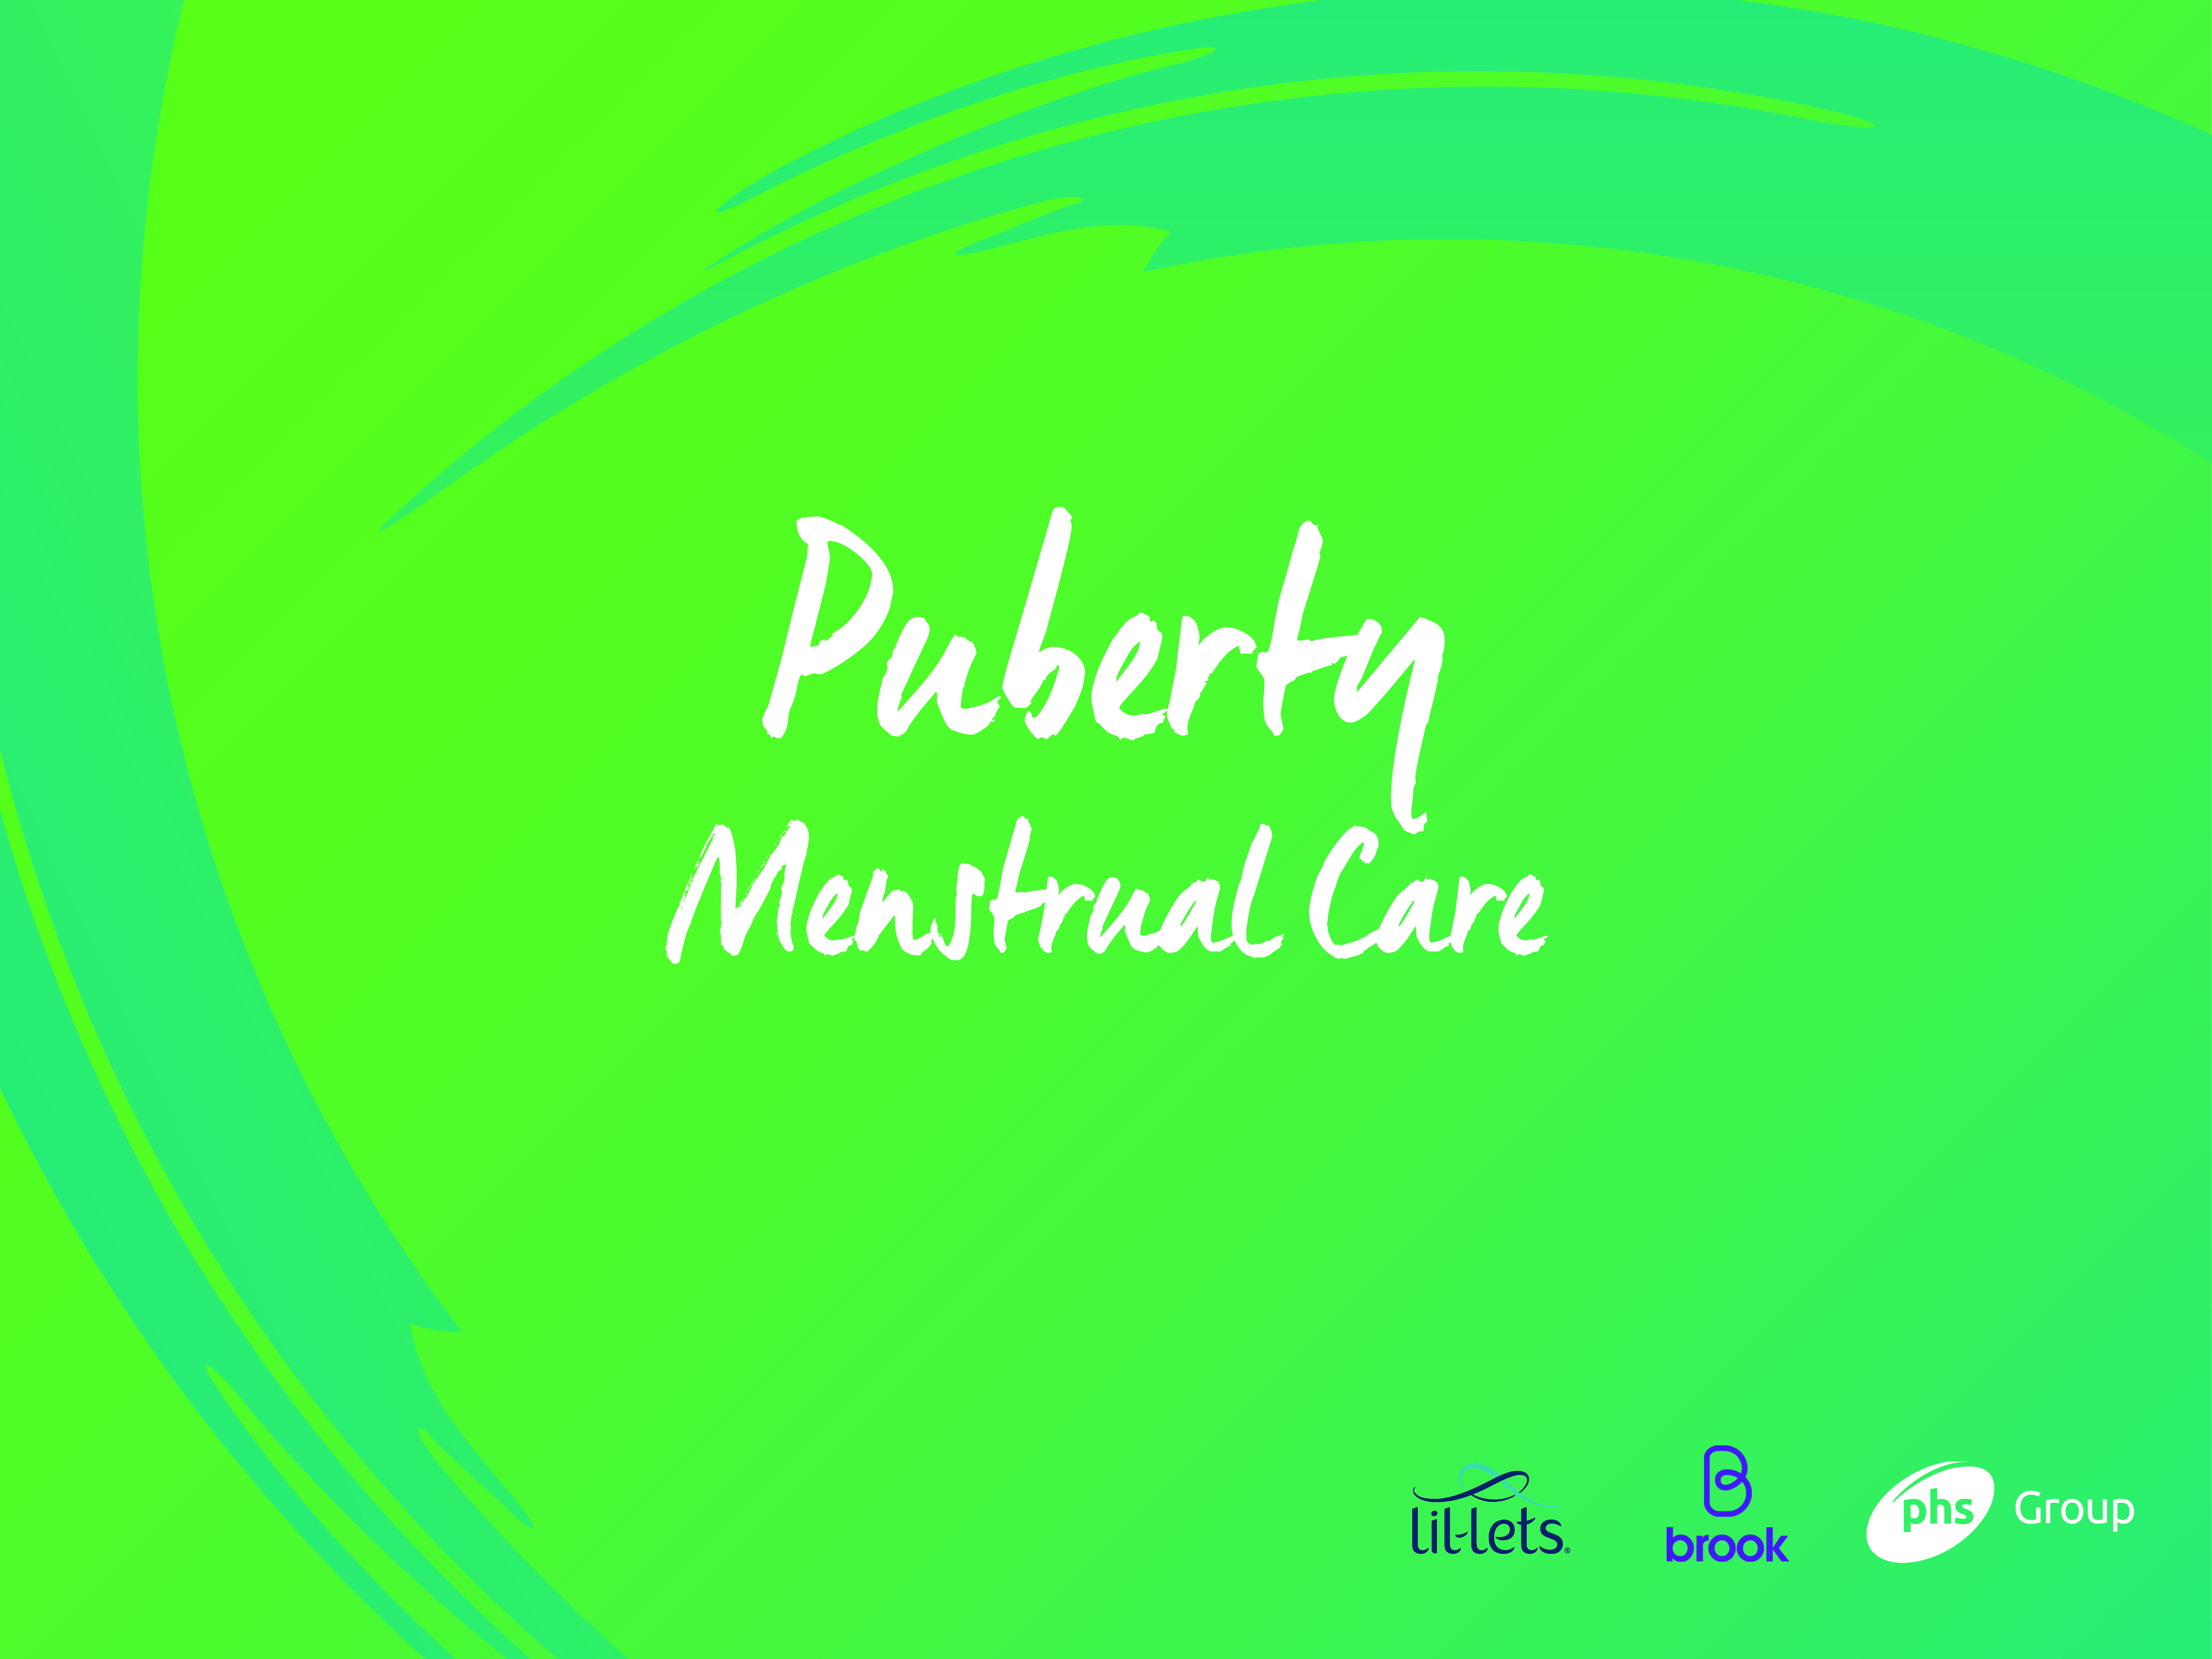 Puberty
Menstrual Care
lil-lets®
brook
phs Group